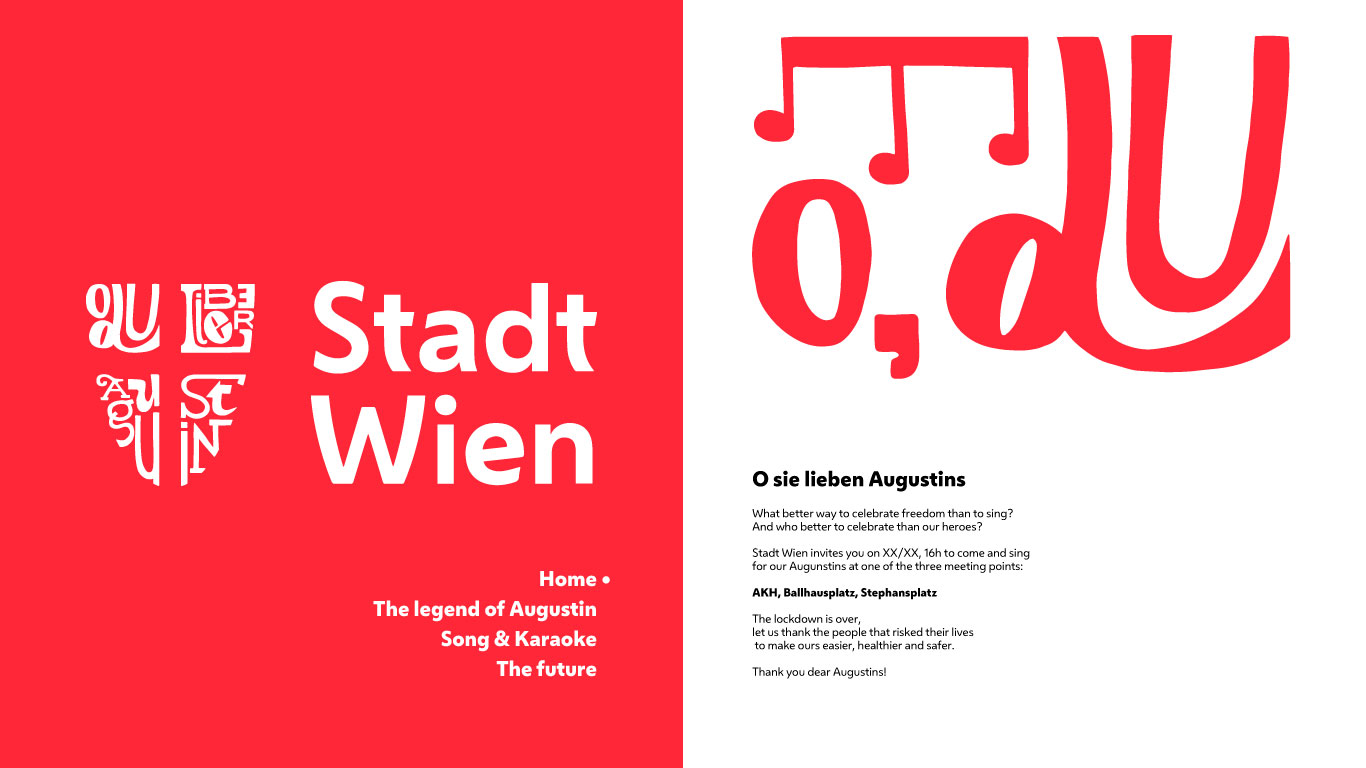 O dU
LiEBER
AUGU
STiN
Stadt
Wien
Home •
The legend of Augustin
Song & Karaoke
The future
O, dU
O sie lieben Augustins
What better way to celebrate freedom than to sing?
And who better to celebrate than our heroes?
Stadt Wien invites you on XX/XX, 16h to come and sing
for our Augunstins at one of the three meeting points:
AKH, Ballhausplatz, Stephansplatz
The lockdown is over,
let us thank the people that risked their lives
to make ours easier, healthier and safer.
Thank you dear Augustins!